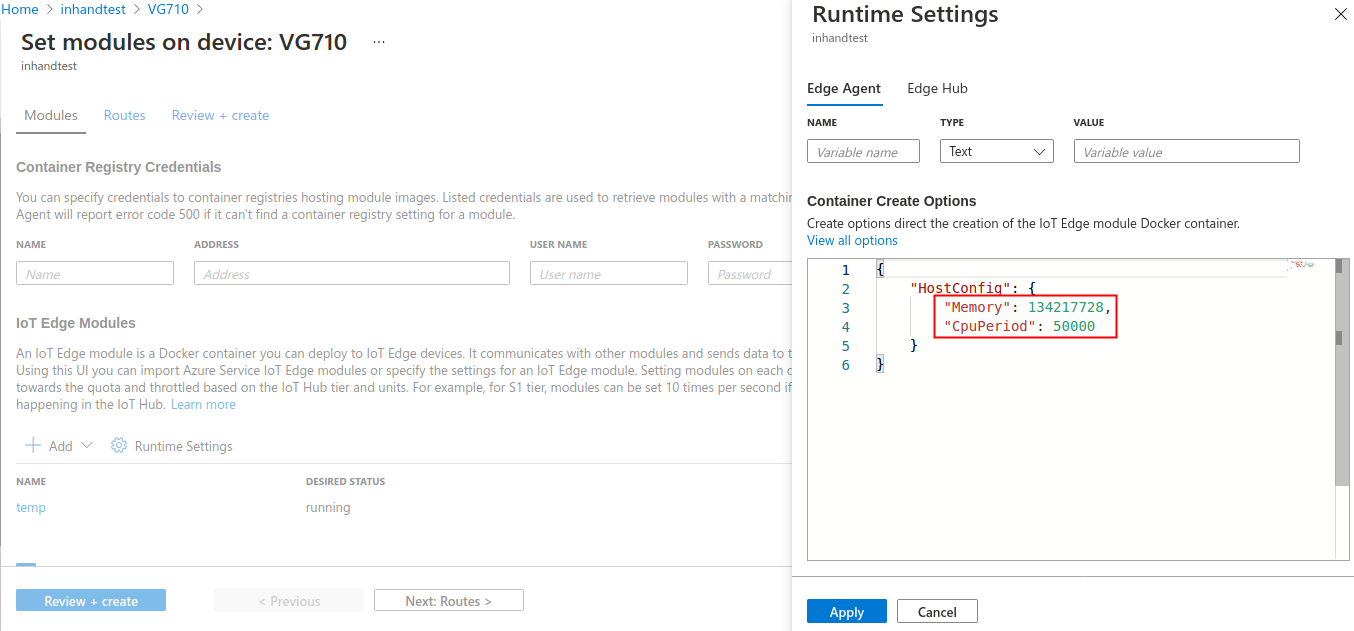 Home > inhandtest > VG710 >
Set modules on device: VG710 ...
inhandtest
Modules Routes Review + create
Container Registry Credentials
You can specify credentials to container registries hosting module images. Listed credentials are used to retrieve modules with a matchin
Agent will report error code 500 if it can't find a container registry setting for a module.
NAME ADDRESS USER NAME PASSWORD
Name Address User name Password
IoT Edge Modules
An IoT Edge module is a Docker container you can deploy to IoT Edge devices. It communicates with other modules and sends data to t
Using this UI you can import Azure Service IoT Edge modules or specify the settings for an IoT Edge module. Setting modules on each d
towards the quota and throttled based on the IoT Hub tier and units. For example, for S1 tier, modules can be set 10 times per second if
happening in the IoT Hub. Learn more
Add Runtime Settings
NAME DESIRED STATUS
temp running
Review + create < Previous Next: Routes >
Runtime Settings
inhandtest
Edge Agent Edge Hub
NAME TYPE VALUE
Variable name Text Variable value
Container Create Options
Create options direct the creation of the IoT Edge module Docker container.
View all options
1 {
2 "HostConfig": {
3 "Memory": 134217728,
4 "CpuPeriod": 50000
5 }
6 }
Apply Cancel